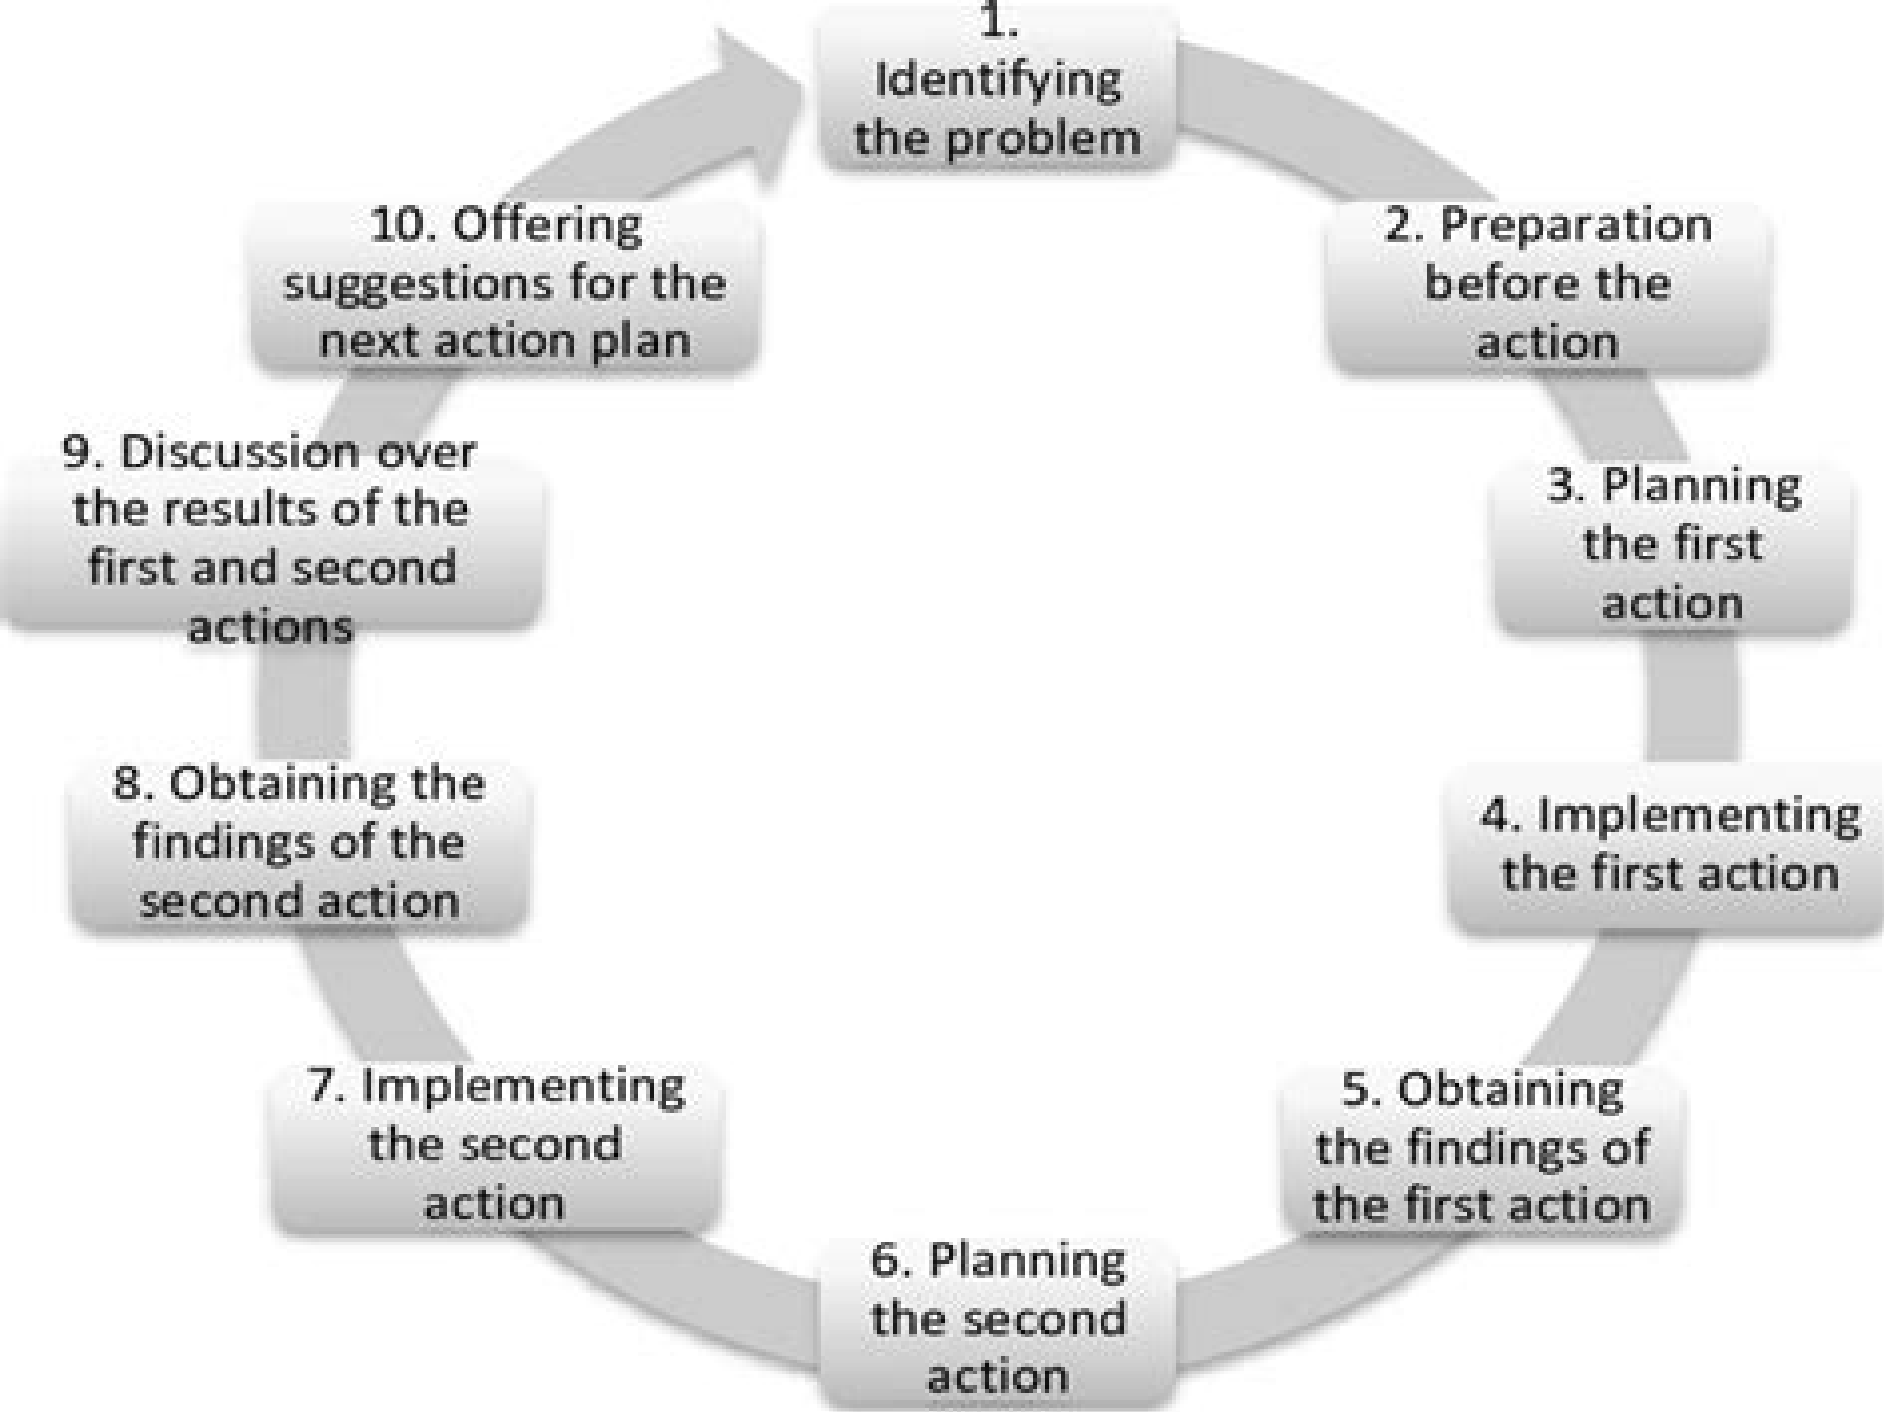 1.
Identifying
the problem
2. Preparation
before the
action
3. Planning
the first
action
4. Implementing
the first action
5. Obtaining
the findings of
the first action
6. Planning
the second
action
7. Implementing
the second
action
8. Obtaining the
findings of the
second action
9. Discussion over
the results of the
first and second
actions
10. Offering
suggestions for the
next action plan